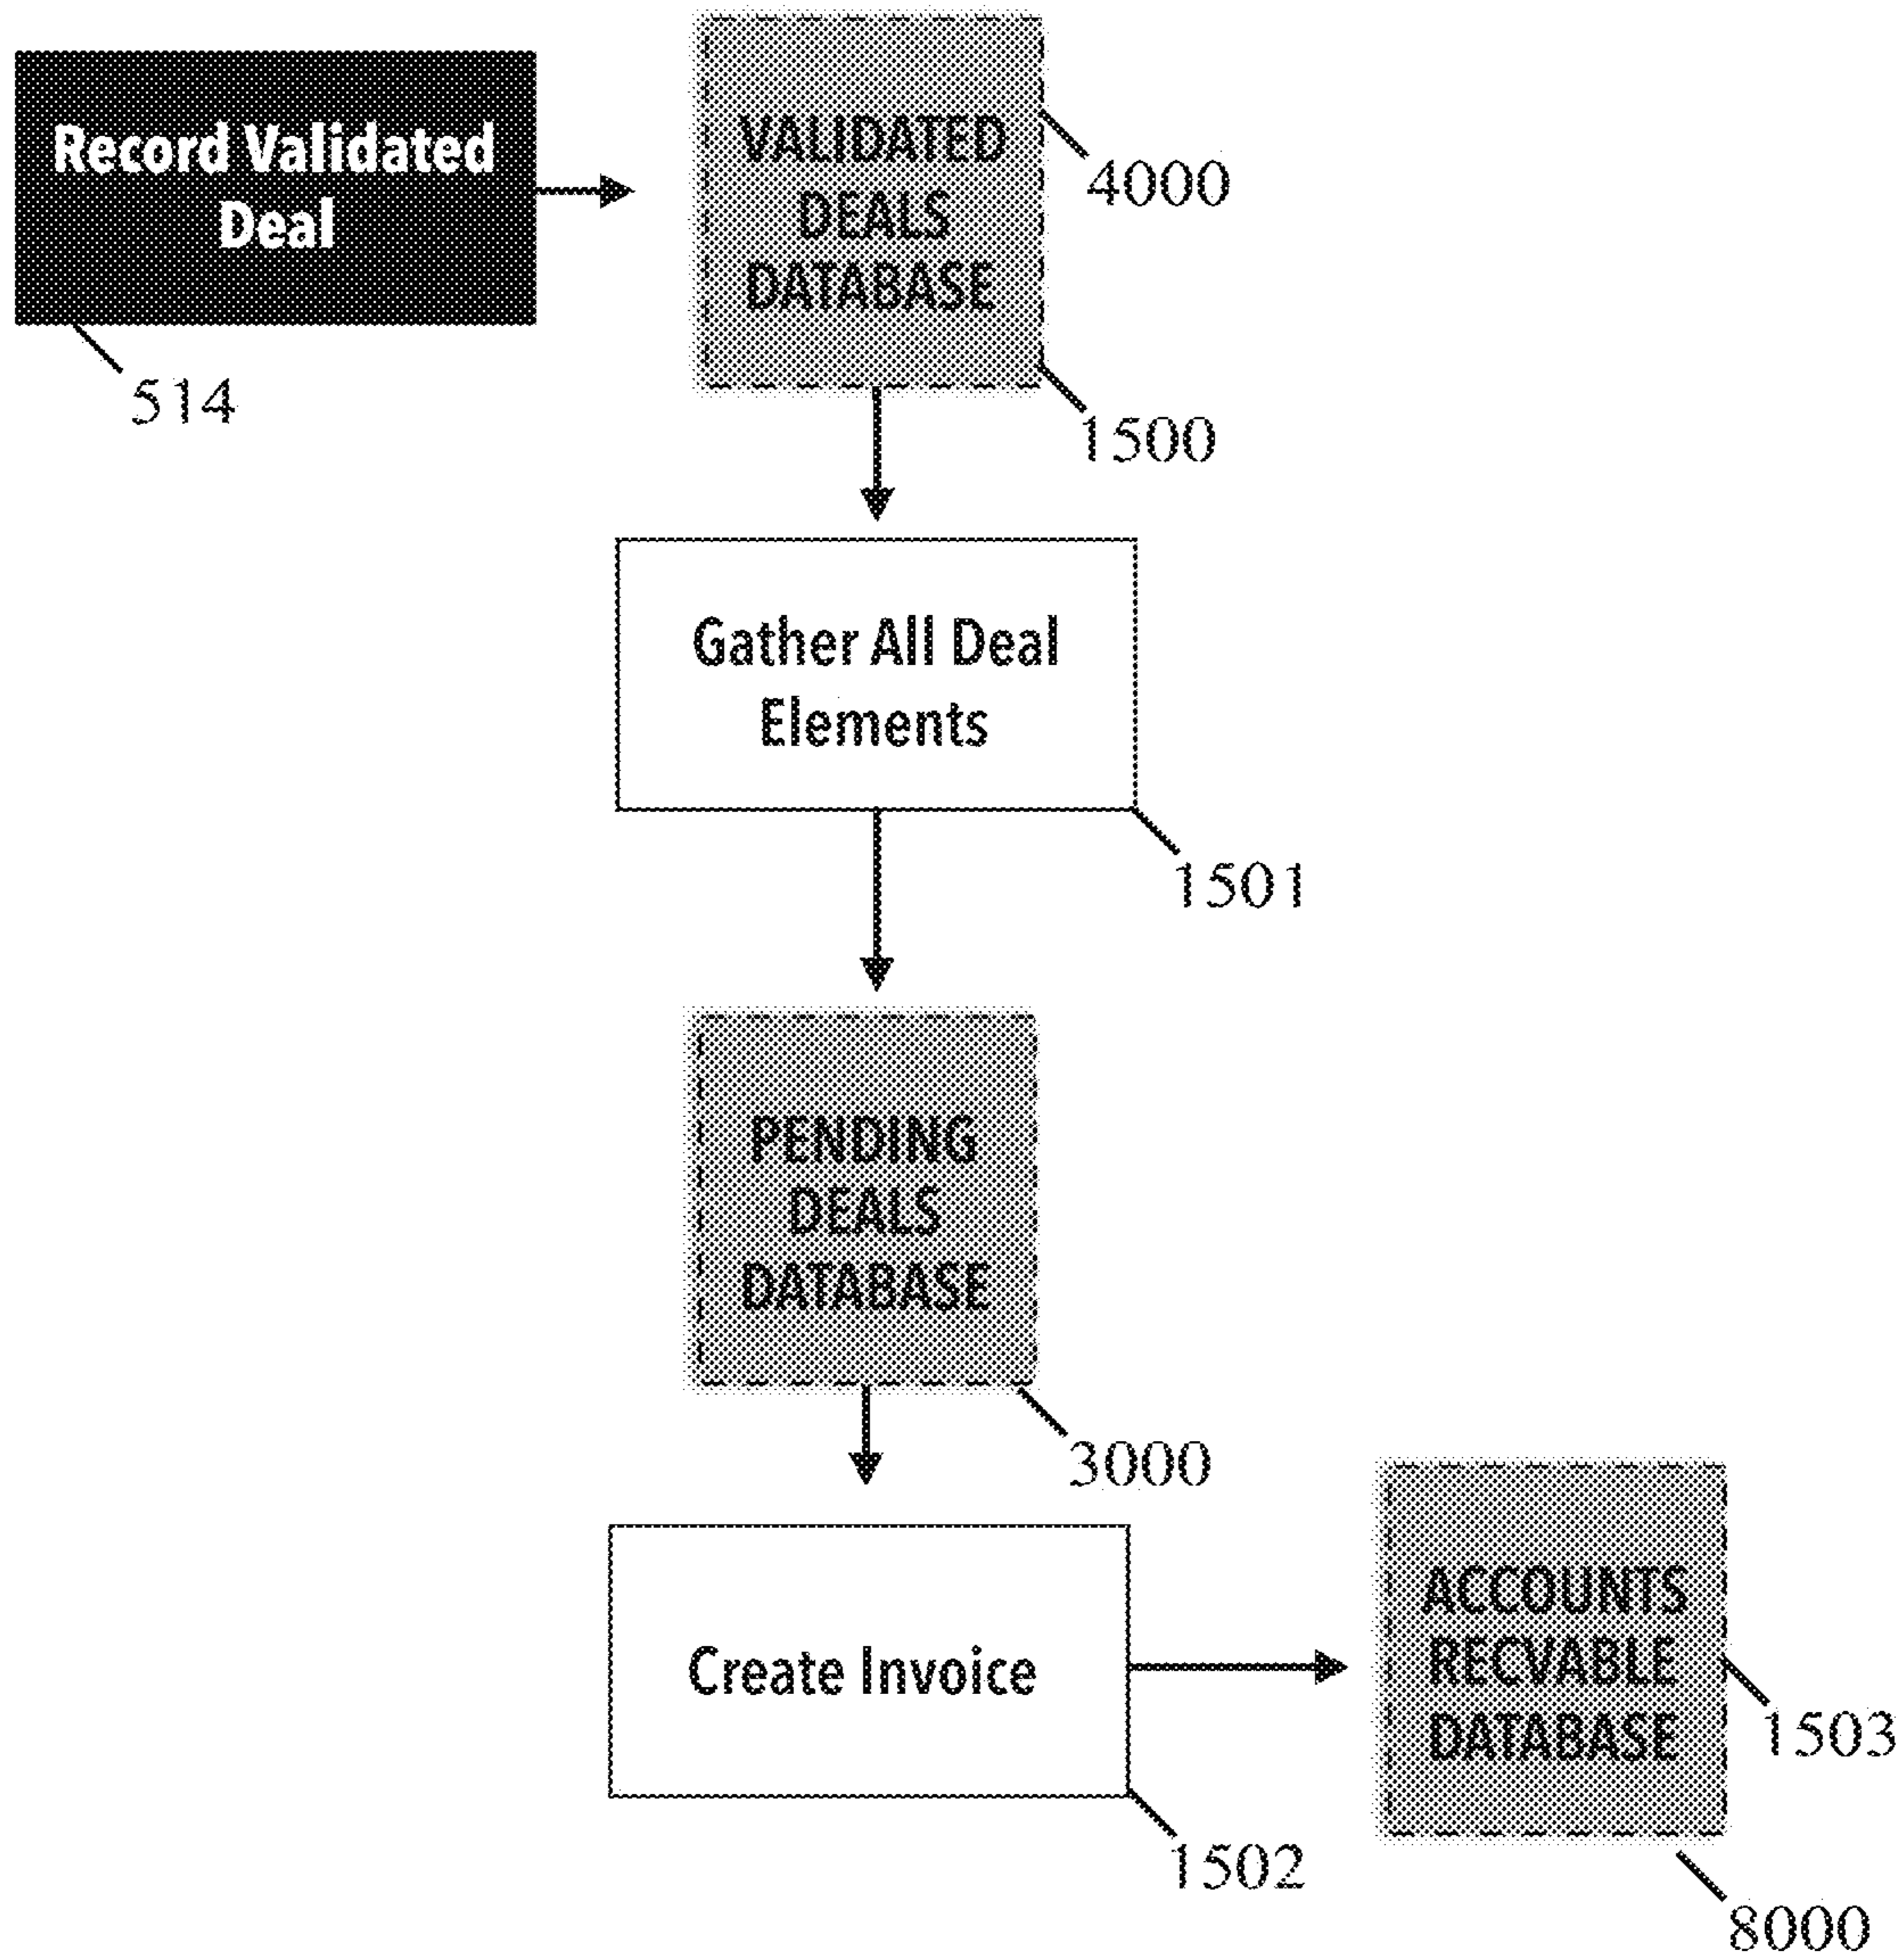 Record Validated
Deal
514
VALIDATED
DEALS
DATABASE
4000
1500
Gather All Deal
Elements
1501
PENDING
DEALS
DATABASE
3000
Create Invoice
1502
ACCOUNTS
RECVABLE
DATABASE
1503
8000